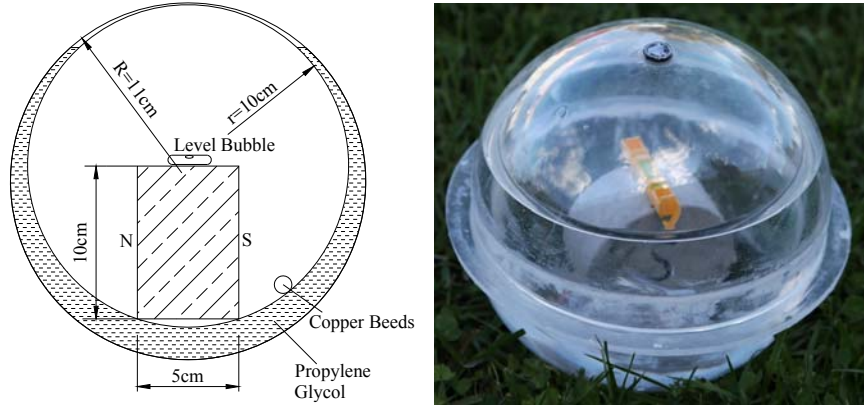 R=11cm
r=10cm
Level Bubble
10cm
N
S
Copper Beeds
Propylene
Glycol
5cm